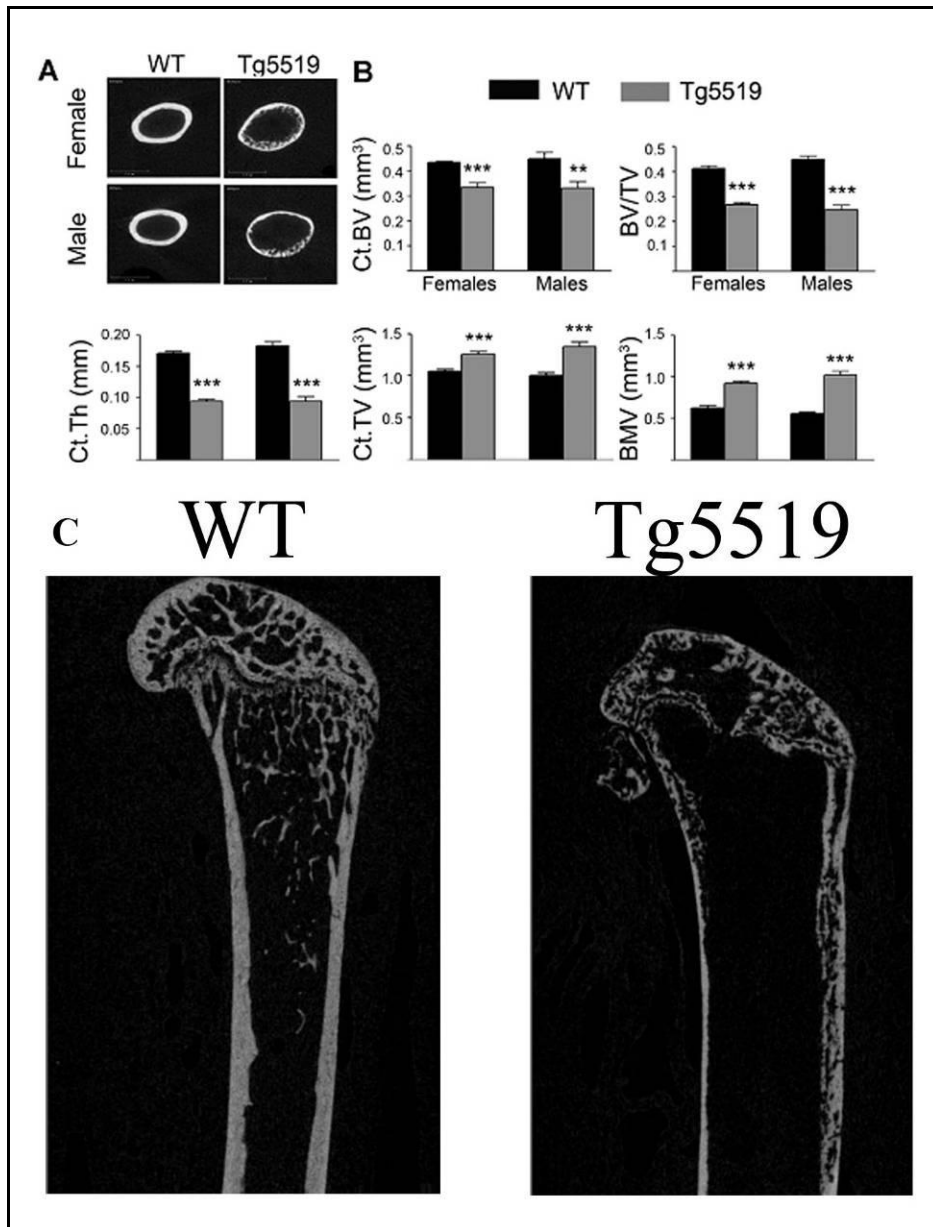 A
WT
Tg5519
B
WT
Tg5519
Female
Male
Ct.BV (mm³)
0.5
0.4
0.3
0.2
0.1
***
**
Females
Males
BV/TV
0.5
0.4
0.3
0.2
0.1
***
***
Females
Males
Ct.Th (mm)
0.20
0.15
0.10
0.05
***
***
Ct.TV (mm³)
1.5
1.0
0.5
***
***
BMV (mm³)
1.5
1.0
0.5
***
***
C
WT
Tg5519